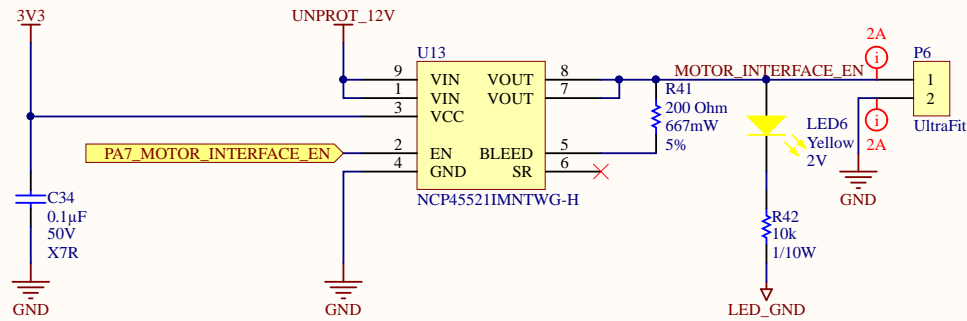 3V3
UNPROT_12V
2A
U13
i
P6
9 VIN VOUT 8
MOTOR_INTERFACE_EN
1
1 VIN VOUT 7
R41
2
3 VCC
200 Ohm
667mW
5%
i
UltraFit
2A
LED6
Yellow
2V
PA7_MOTOR_INTERFACE_EN
2 EN BLEED 5
4 GND SR 6
NCP45521IMNTWG-H
GND
C34
0.1µF
50V
X7R
R42
10k
1/10W
GND
GND
LED_GND